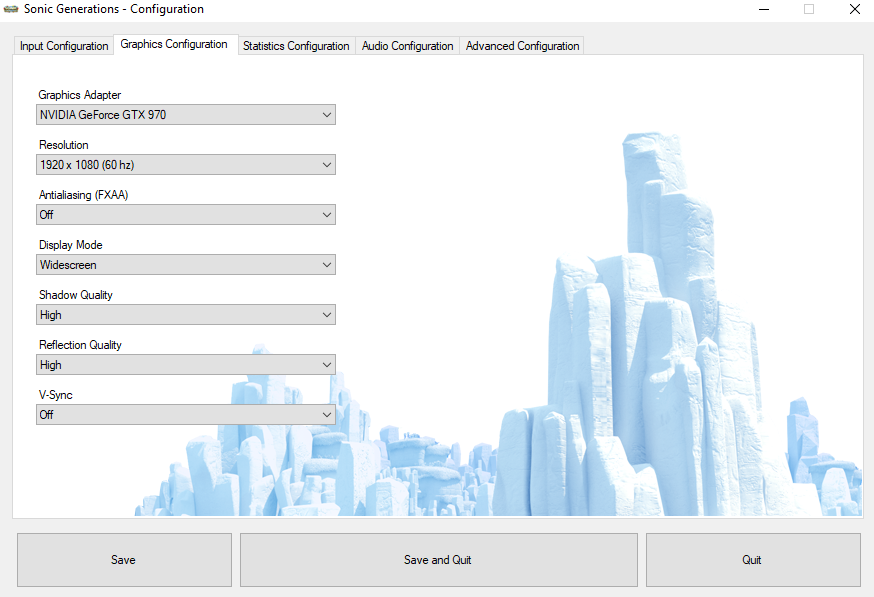 Sonic Generations - Configuration
Input Configuration
Graphics Configuration
Statistics Configuration
Audio Configuration
Advanced Configuration
Graphics Adapter
NVIDIA GeForce GTX 970
Resolution
1920 x 1080 (60 hz)
Antialiasing (FXAA)
Off
Display Mode
Widescreen
Shadow Quality
High
Reflection Quality
High
V-Sync
Off
Save
Save and Quit
Quit